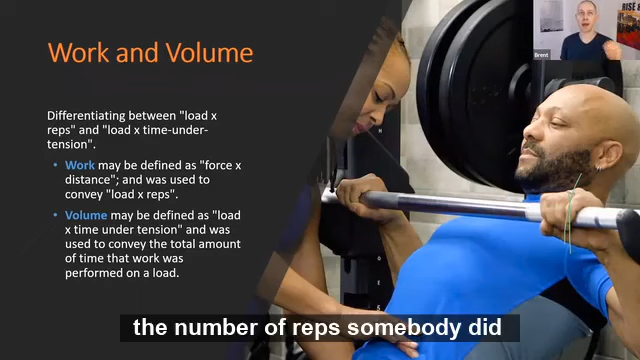 RISE &
Brent
Work and Volume
Differentiating between "load x
reps" and "load x time-under-
tension".
• Work may be defined as "force x
distance"; and was used to
convey "load x reps".
• Volume may be defined as "load
x time under tension" and was
used to convey the total amount
of time that work was
performed on a load.
the number of reps somebody did